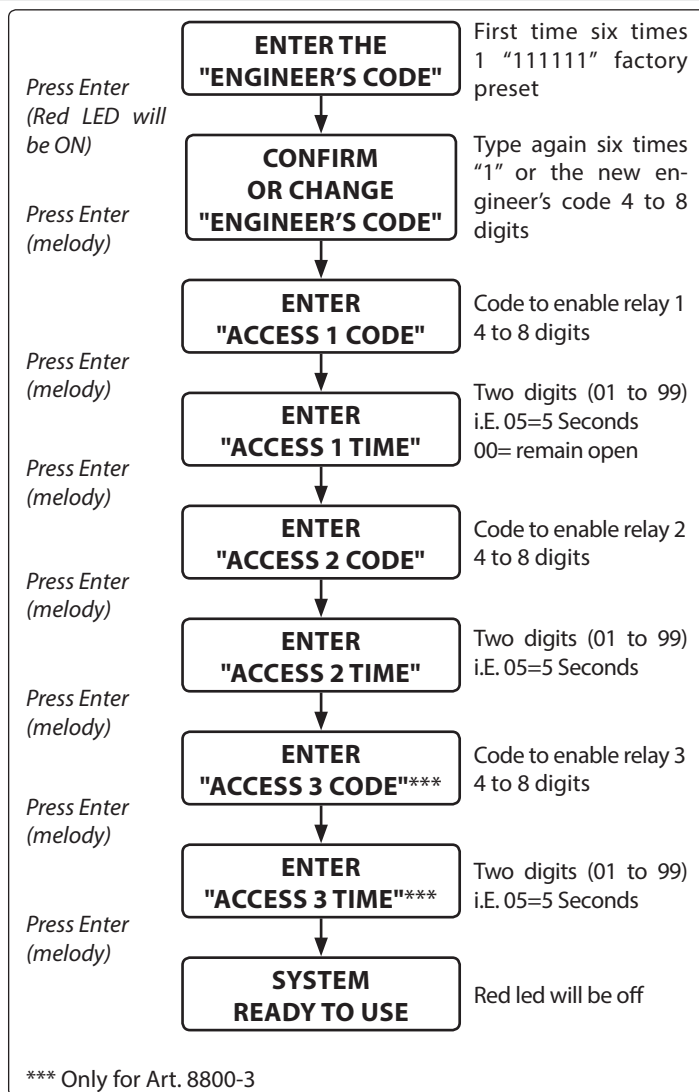 ENTER THE
"ENGINEER'S CODE"
First time six times
1 “111111” factory
preset
Press Enter
(Red LED will
be ON)
CONFIRM
OR CHANGE
"ENGINEER'S CODE"
Type again six times
“1” or the new en-
gineer’s code 4 to 8
digits
Press Enter
(melody)
ENTER
"ACCESS 1 CODE"
Code to enable relay 1
4 to 8 digits
Press Enter
(melody)
ENTER
"ACCESS 1 TIME"
Two digits (01 to 99)
i.E. 05=5 Seconds
00= remain open
Press Enter
(melody)
ENTER
"ACCESS 2 CODE"
Code to enable relay 2
4 to 8 digits
Press Enter
(melody)
ENTER
"ACCESS 2 TIME"
Two digits (01 to 99)
i.E. 05=5 Seconds
Press Enter
(melody)
ENTER
"ACCESS 3 CODE"***
Code to enable relay 3
4 to 8 digits
Press Enter
(melody)
ENTER
"ACCESS 3 TIME"***
Two digits (01 to 99)
i.E. 05=5 Seconds
Press Enter
(melody)
SYSTEM
READY TO USE
Red led will be off
*** Only for Art. 8800-3